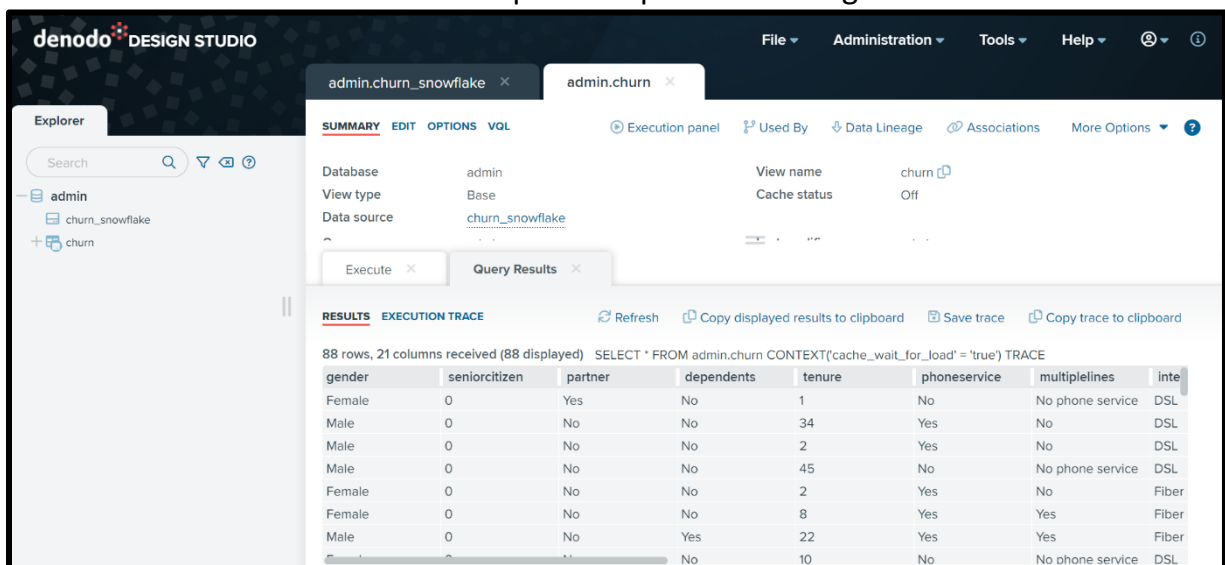 denodo DESIGN STUDIO File Administration Tools Help
admin.churn_snowflake × admin.churn ×
Explorer
SUMMARY EDIT OPTIONS VQL Execution panel Used By Data Lineage Associations More Options
Search
Database admin View name churn
admin
View type Base Cache status Off
churn_snowflake
Data source churn_snowflake
churn
Execute × Query Results ×
RESULTS EXECUTION TRACE Refresh Copy displayed results to clipboard Save trace Copy trace to clipboard
88 rows, 21 columns received (88 displayed) SELECT * FROM admin.churn CONTEXT('cache_wait_for_load' = 'true') TRACE
gender seniorcitizen partner dependents tenure phoneservice multiplelines inte
Female 0 Yes No 1 No No phone service DSL
Male 0 No No 34 Yes No DSL
Male 0 No No 2 Yes No DSL
Male 0 No No 45 No No phone service DSL
Female 0 No No 2 Yes No Fiber
Female 0 No No 8 Yes Yes Fiber
Male 0 No Yes 22 Yes Yes Fiber
No 10 No No phone service DSL